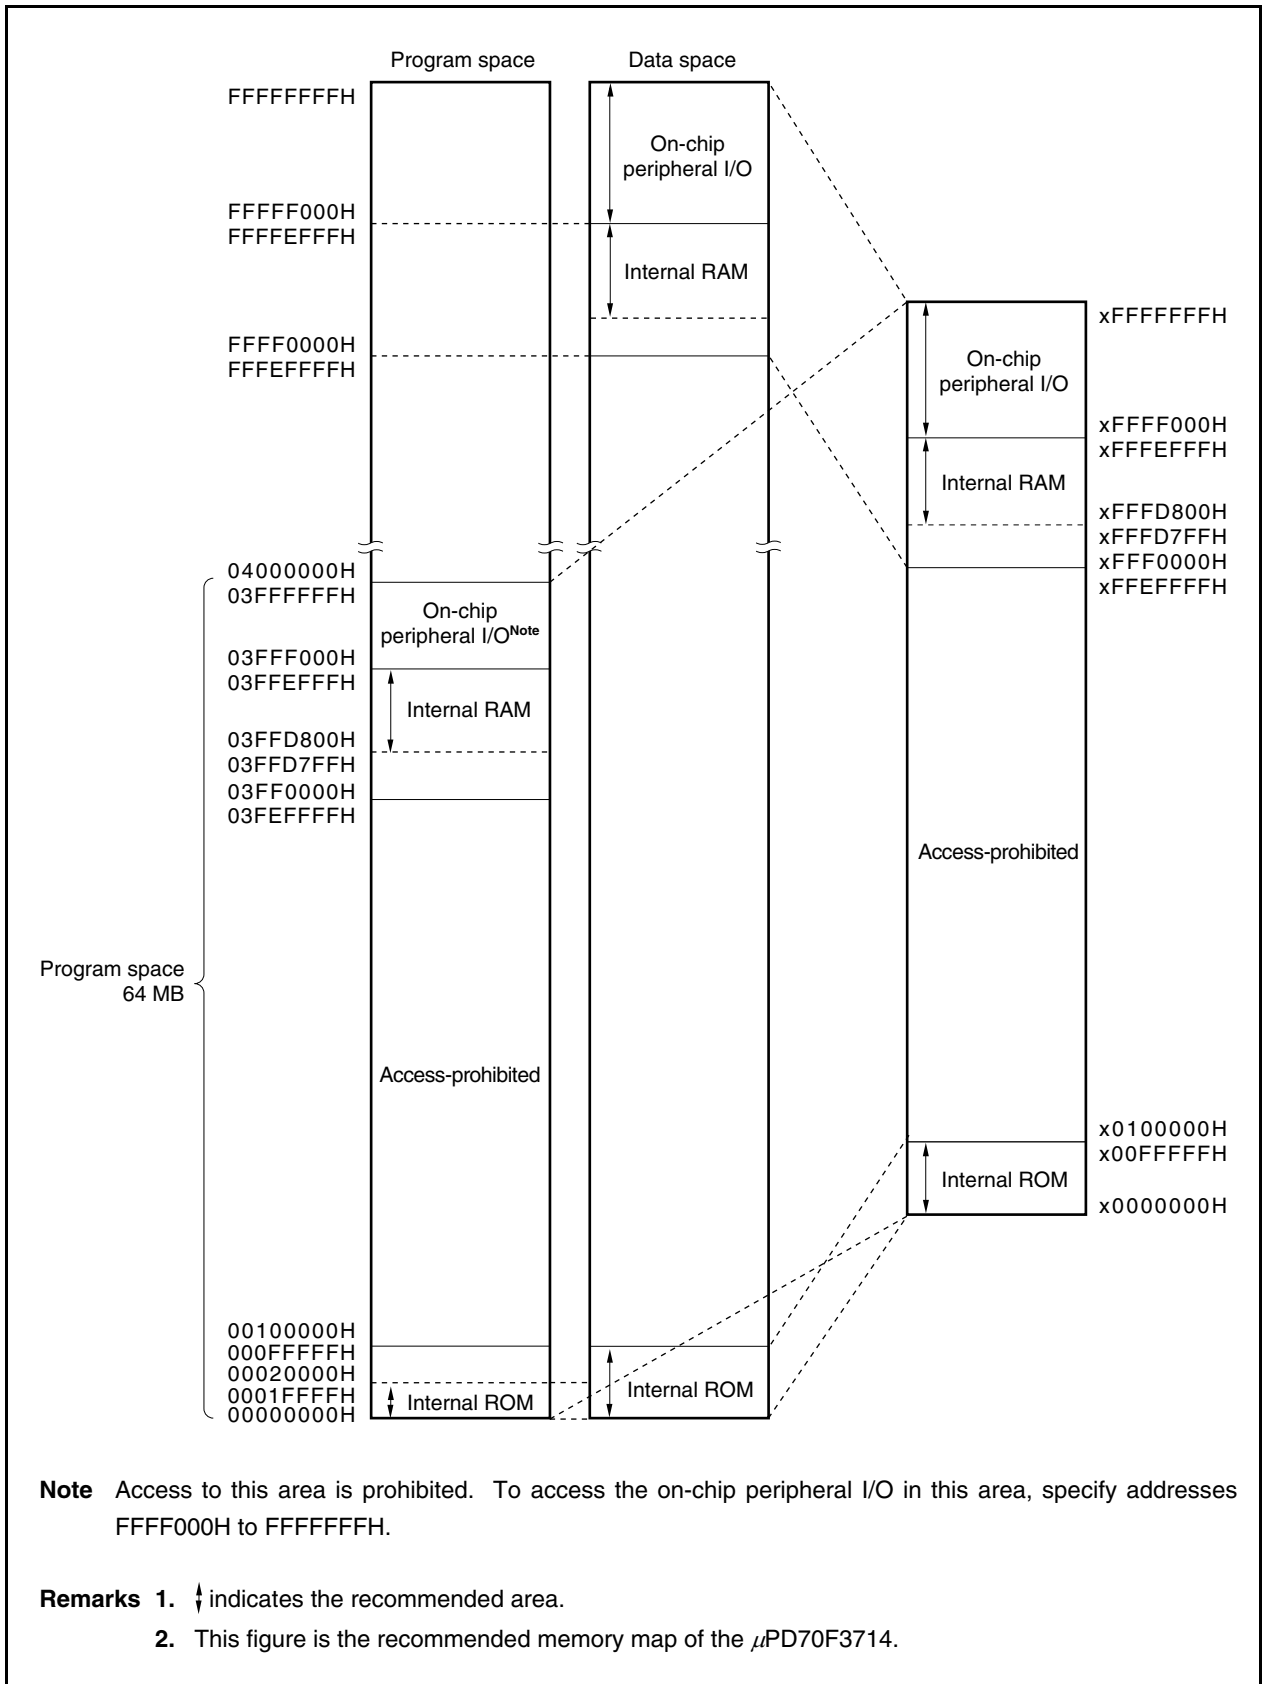 Program space
Data space
FFFFFFFFH
On-chip
peripheral I/O
FFFFF000H
FFFFEFFFH
Internal RAM
FFFF0000H
FFFEFFFFH
xFFFFFFFH
On-chip
peripheral I/O
xFFFF000H
xFFFEFFFH
Internal RAM
xFFFD800H
xFFFD7FFH
xFFF0000H
xFFEFFFFH
04000000H
03FFFFFFH
On-chip
peripheral I/ONote
03FFF000H
03FFEFFFH
Internal RAM
03FFD800H
03FFD7FFH
03FF0000H
03FEFFFFH
Access-prohibited
Program space
64 MB
Access-prohibited
x0100000H
x00FFFFFH
Internal ROM
x0000000H
00100000H
000FFFFFH
00020000H
0001FFFFH
00000000H
Internal ROM
Internal ROM
Note Access to this area is prohibited. To access the on-chip peripheral I/O in this area, specify addresses
FFFF000H to FFFFFFFH.
Remarks 1. indicates the recommended area.
2. This figure is the recommended memory map of the μPD70F3714.